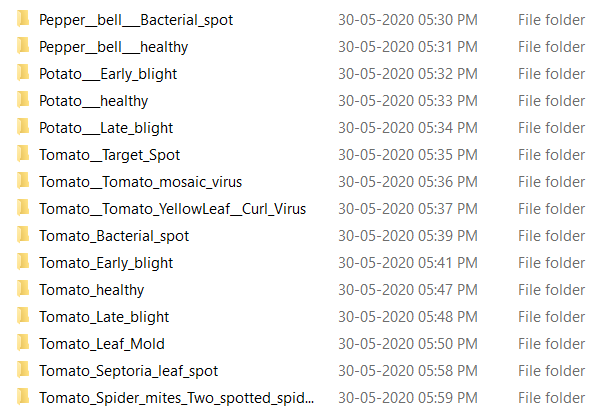 Pepper__bell___Bacterial_spot 30-05-2020 05:30 PM File folder
Pepper__bell___healthy 30-05-2020 05:31 PM File folder
Potato___Early_blight 30-05-2020 05:32 PM File folder
Potato___healthy 30-05-2020 05:33 PM File folder
Potato___Late_blight 30-05-2020 05:34 PM File folder
Tomato__Target_Spot 30-05-2020 05:35 PM File folder
Tomato__Tomato_mosaic_virus 30-05-2020 05:36 PM File folder
Tomato__Tomato_YellowLeaf__Curl_Virus 30-05-2020 05:37 PM File folder
Tomato_Bacterial_spot 30-05-2020 05:39 PM File folder
Tomato_Early_blight 30-05-2020 05:41 PM File folder
Tomato_healthy 30-05-2020 05:47 PM File folder
Tomato_Late_blight 30-05-2020 05:48 PM File folder
Tomato_Leaf_Mold 30-05-2020 05:50 PM File folder
Tomato_Septoria_leaf_spot 30-05-2020 05:58 PM File folder
Tomato_Spider_mites_Two_spotted_spid... 30-05-2020 05:59 PM File folder